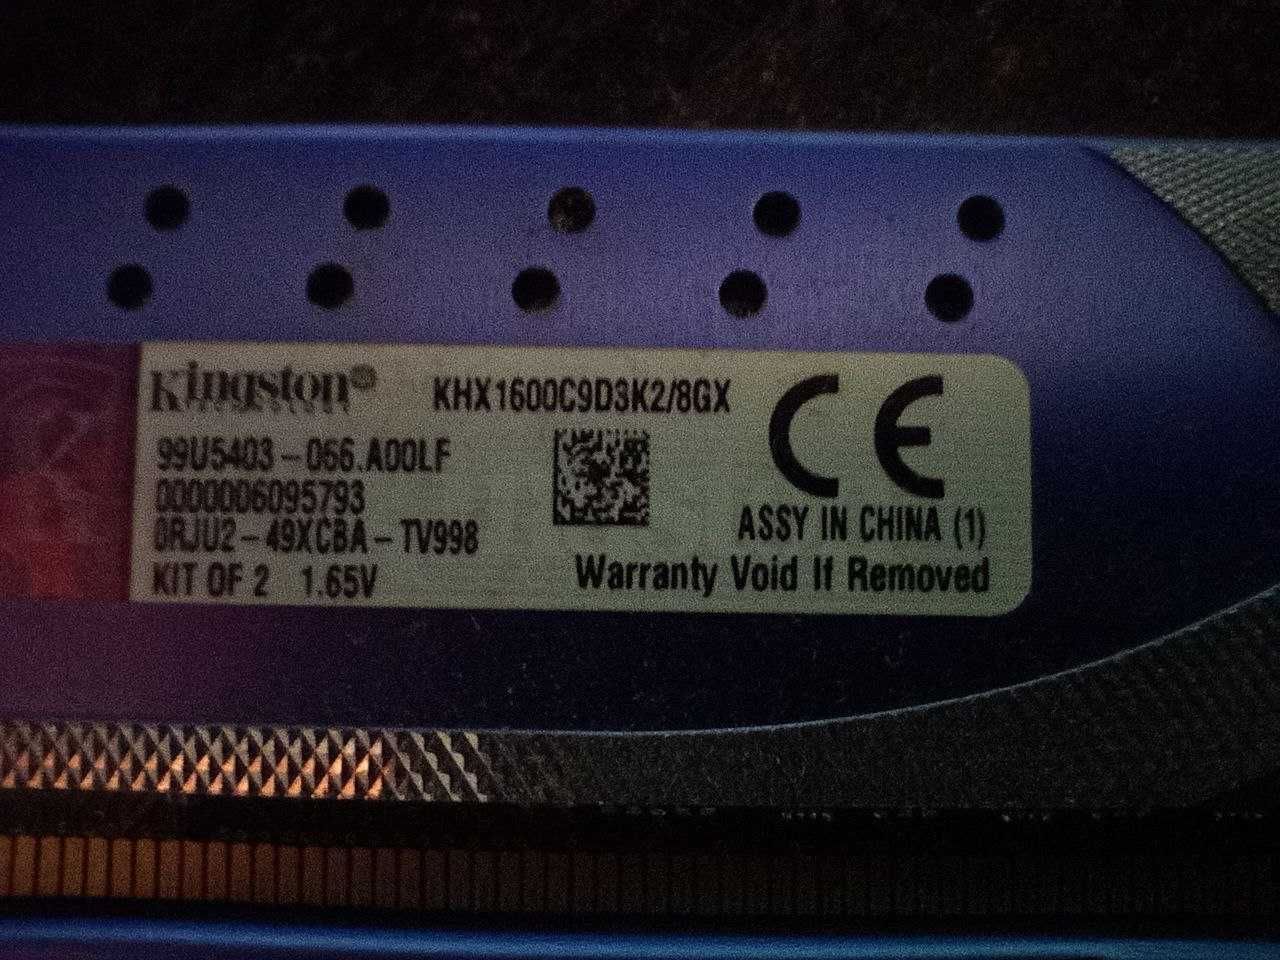 Kingston® KHX1600C9D3K2/8GX
99U5403-066.A00LF
0000006095793
0RJU2-49XCBA-TV998
KIT OF 2 1.65V
CE
ASSY IN CHINA (1)
Warranty Void If Removed